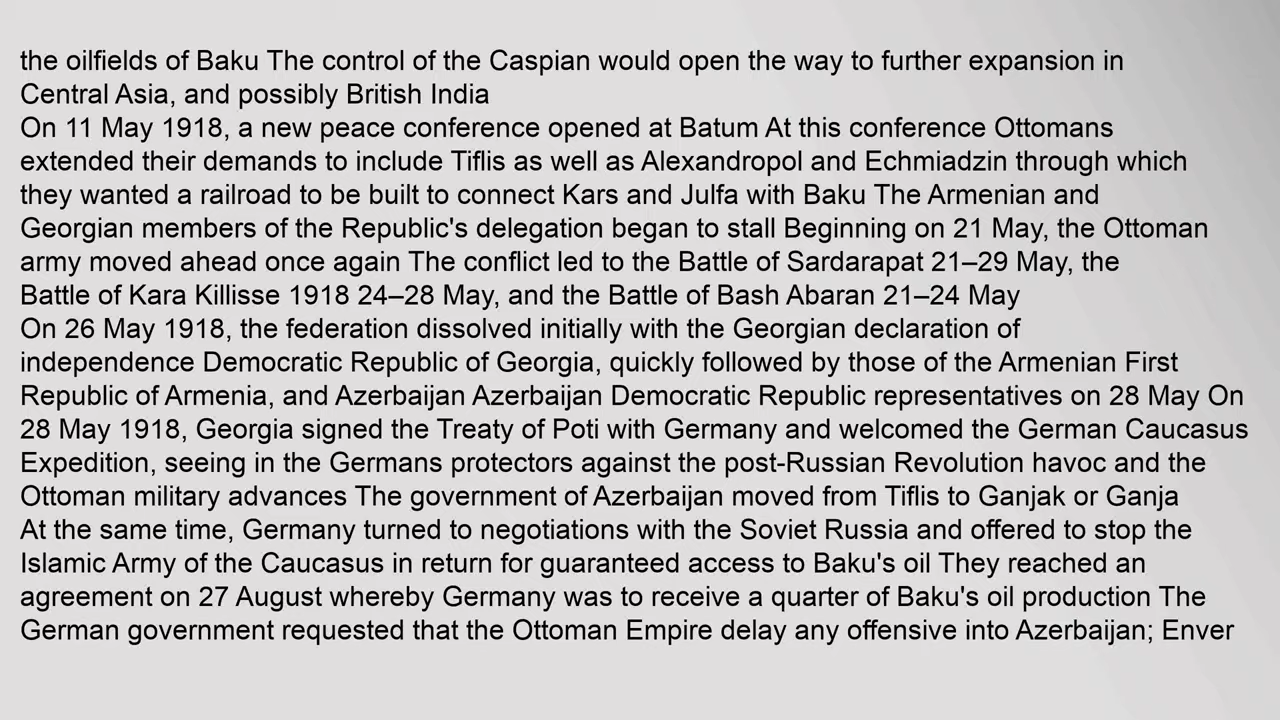 the oilfields of Baku The control of the Caspian would open the way to further expansion in
Central Asia, and possibly British India
On 11 May 1918, a new peace conference opened at Batum At this conference Ottomans
extended their demands to include Tiflis as well as Alexandropol and Echmiadzin through which
they wanted a railroad to be built to connect Kars and Julfa with Baku The Armenian and
Georgian members of the Republic's delegation began to stall Beginning on 21 May, the Ottoman
army moved ahead once again The conflict led to the Battle of Sardarapat 21–29 May, the
Battle of Kara Killisse 1918 24–28 May, and the Battle of Bash Abaran 21–24 May
On 26 May 1918, the federation dissolved initially with the Georgian declaration of
independence Democratic Republic of Georgia, quickly followed by those of the Armenian First
Republic of Armenia, and Azerbaijan Azerbaijan Democratic Republic representatives on 28 May On
28 May 1918, Georgia signed the Treaty of Poti with Germany and welcomed the German Caucasus
Expedition, seeing in the Germans protectors against the post-Russian Revolution havoc and the
Ottoman military advances The government of Azerbaijan moved from Tiflis to Ganjak or Ganja
At the same time, Germany turned to negotiations with the Soviet Russia and offered to stop the
Islamic Army of the Caucasus in return for guaranteed access to Baku's oil They reached an
agreement on 27 August whereby Germany was to receive a quarter of Baku's oil production The
German government requested that the Ottoman Empire delay any offensive into Azerbaijan; Enver